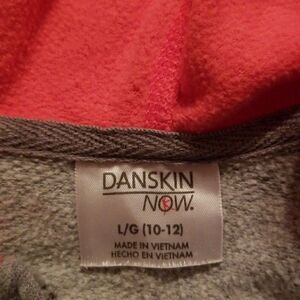 DANSKIN
NOW.
L/G (10-12)
MADE IN VIETNAM
HECHO EN VIETNAM